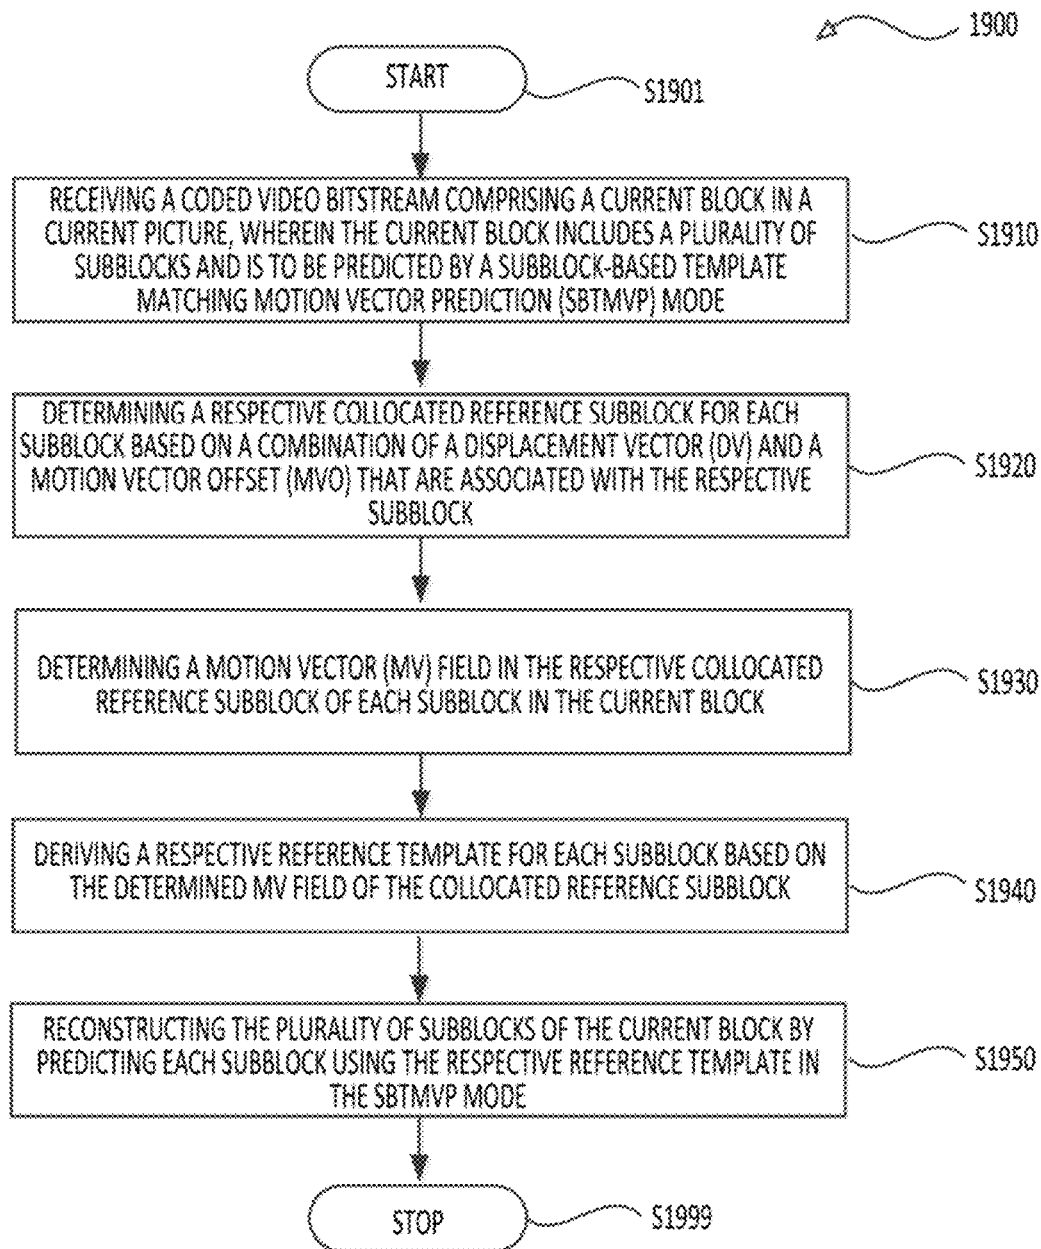 1900
START
S1901
RECEIVING A CODED VIDEO BITSTREAM COMPRISING A CURRENT BLOCK IN A
CURRENT PICTURE, WHEREIN THE CURRENT BLOCK INCLUDES A PLURALITY OF
SUBBLOCKS AND IS TO BE PREDICTED BY A SUBBLOCK-BASED TEMPLATE
MATCHING MOTION VECTOR PREDICTION (SBTMVP) MODE
S1910
DETERMINING A RESPECTIVE COLLOCATED REFERENCE SUBBLOCK FOR EACH
SUBBLOCK BASED ON A COMBINATION OF A DISPLACEMENT VECTOR (DV) AND A
MOTION VECTOR OFFSET (MVO) THAT ARE ASSOCIATED WITH THE RESPECTIVE
SUBBLOCK
S1920
DETERMINING A MOTION VECTOR (MV) FIELD IN THE RESPECTIVE COLLOCATED
REFERENCE SUBBLOCK OF EACH SUBBLOCK IN THE CURRENT BLOCK
S1930
DERIVING A RESPECTIVE REFERENCE TEMPLATE FOR EACH SUBBLOCK BASED ON
THE DETERMINED MV FIELD OF THE COLLOCATED REFERENCE SUBBLOCK
S1940
RECONSTRUCTING THE PLURALITY OF SUBBLOCKS OF THE CURRENT BLOCK BY
PREDICTING EACH SUBBLOCK USING THE RESPECTIVE REFERENCE TEMPLATE IN
THE SBTMVP MODE
S1950
STOP
S1999